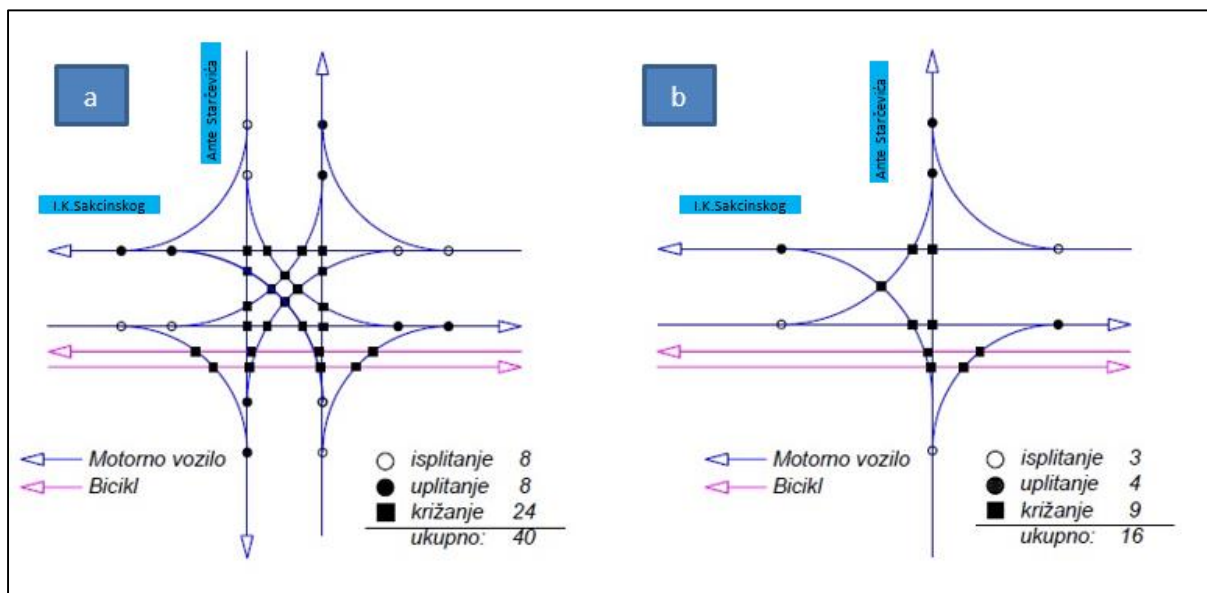 a
Ante Starčevića
I.K.Sakcinskog
Motorno vozilo
Bicikl
isplitanje 8
uplitanje 8
križanje 24
ukupno: 40
b
Ante Starčevića
I.K.Sakcinskog
Motorno vozilo
Bicikl
isplitanje 3
uplitanje 4
križanje 9
ukupno: 16